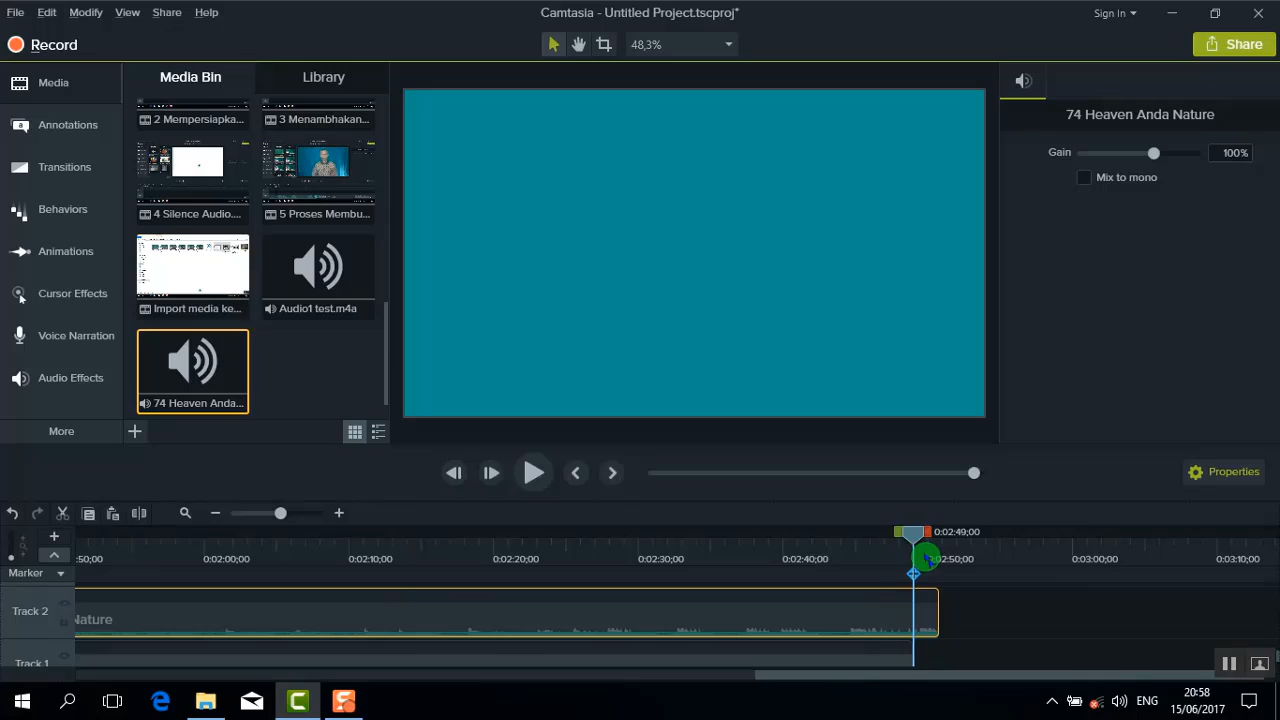 File Edit Modify View Share Help
Camtasia - Untitled Project.tscproj*
Sign In
Record
48,3%
Share
Media
Annotations
Transitions
Behaviors
Animations
Cursor Effects
Voice Narration
Audio Effects
More
Media Bin
Library
2 Mempersiapka...
3 Menambhakan...
4 Silence Audio....
5 Proses Membu...
Import media ke...
Audio1 test.m4a
74 Heaven Anda...
74 Heaven Anda Nature
Gain
100%
Mix to mono
Properties
0:02:49;00
:50;00
0:02:00;00
0:02:10;00
0:02:20;00
0:02:30;00
0:02:40;00
0:02:50;00
0:03:00;00
0:03:10;00
Marker
Track 2
Nature
Track 1
ENG
20:58
15/06/2017